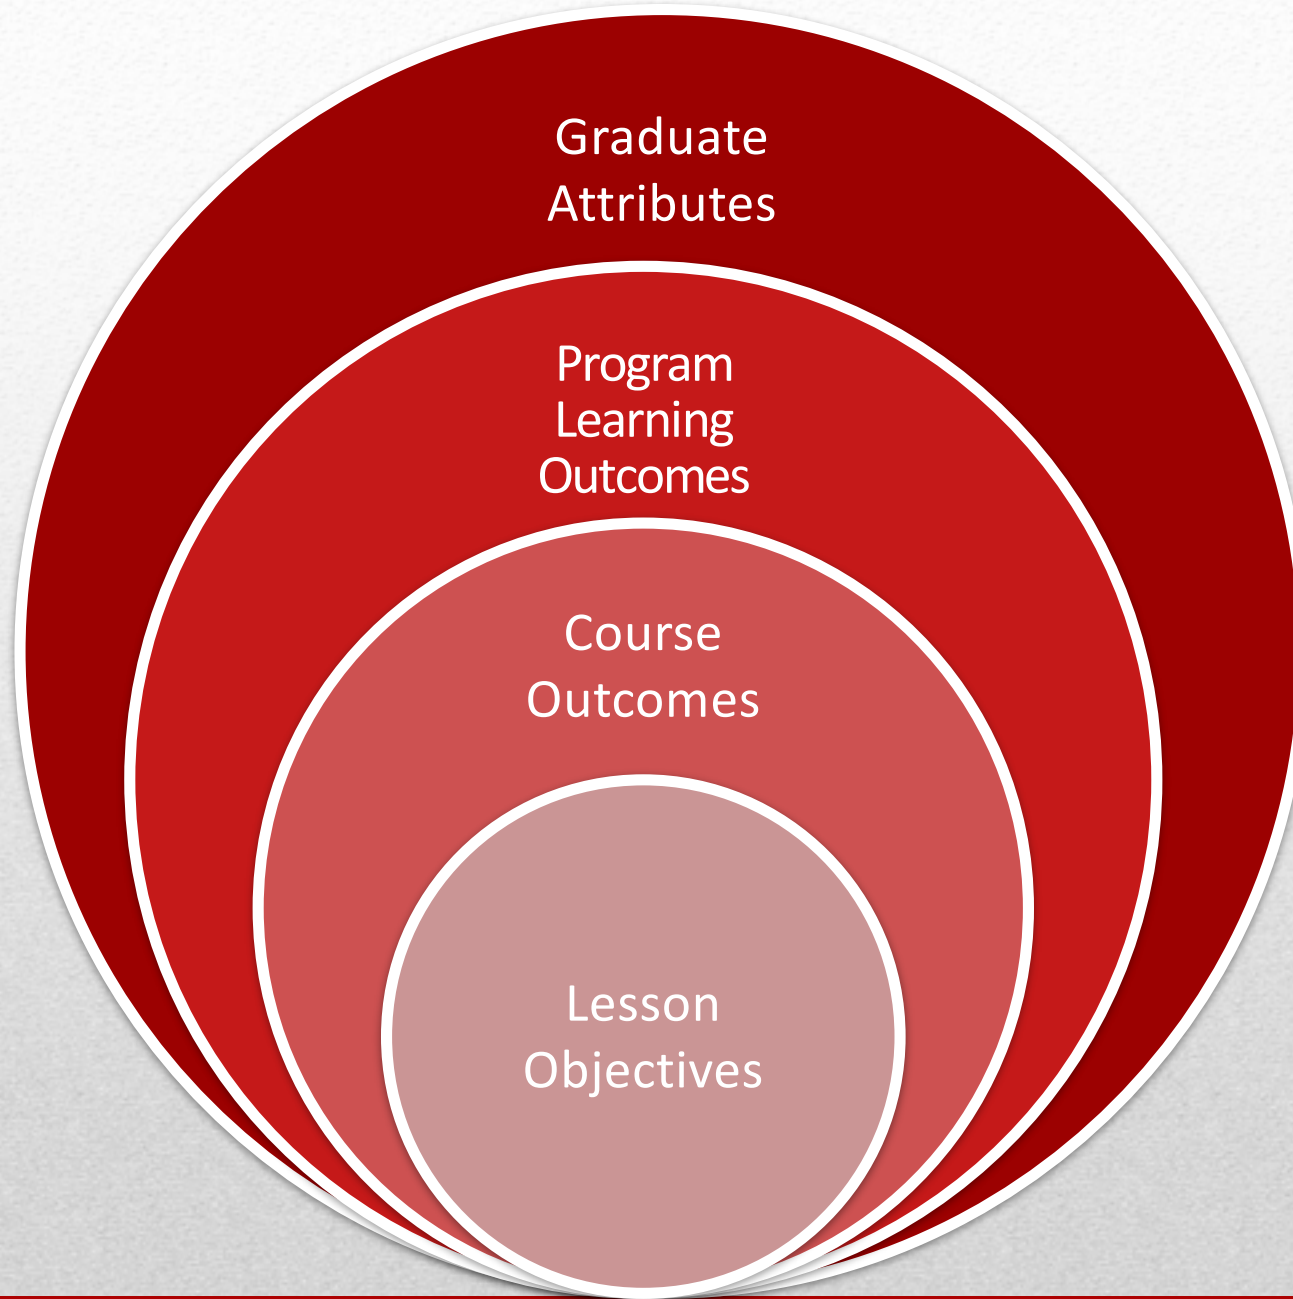 Graduate
Attributes
Program
Learning
Outcomes
Course
Outcomes
Lesson
Objectives